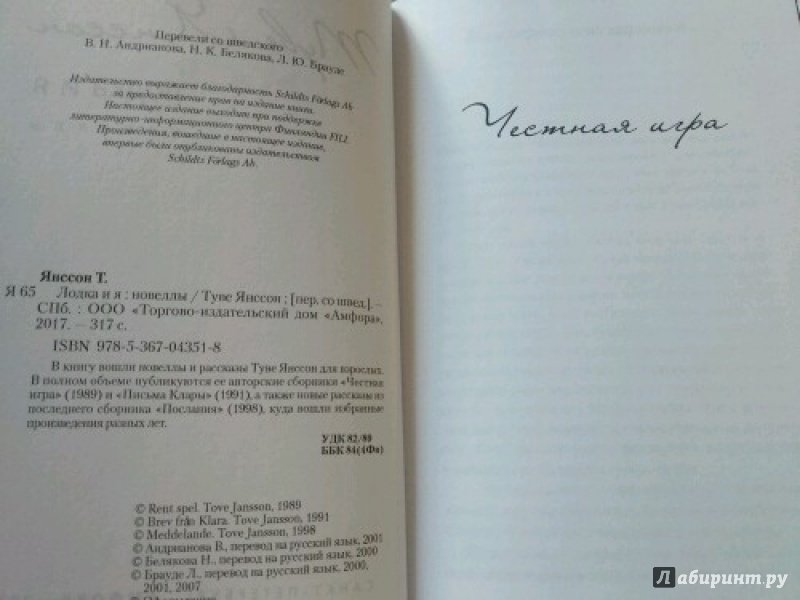 Перевели со шведского
В. Н. Андрианова, Н. К. Белякова, Л. Ю. Брауде
Издательство выражает благодарность Schildts Förlags Ab
за предоставление прав на издание книги.
Настоящее издание выходит при поддержке
литературно-информационного центра Финляндии FILI
Произведения, вошедшие в настоящее издание,
впервые были опубликованы издательством
Schildts Förlags Ab.
Янссон Т.
Я 65 Лодка и я : новеллы / Туве Янссон ; [пер. со швед.]. –
СПб. : ООО «Торгово-издательский дом «Амфора»,
2017. — 317 с.
ISBN 978-5-367-04351-8
В книгу вошли новеллы и рассказы Туве Янссон для взрослых.
В полном объеме публикуются ее авторские сборники «Честная
игра» (1989) и «Письма Клары» (1991), а также новые рассказы из
последнего сборника «Послания» (1998), куда вошли избранные
произведения разных лет.
УДК 82/89
ББК 84(4Фи)
© Rent spel. Tove Jansson, 1989
© Brev från Klara. Tove Jansson, 1991
© Meddelande. Tove Jansson, 1998
© Андрианова В., перевод на русский язык, 2001
© Белякова Н., перевод на русский язык, 2000
© Брауде Л., перевод на русский язык, 2000,
2001, 2007
Честная игра
Лабиринт.ру